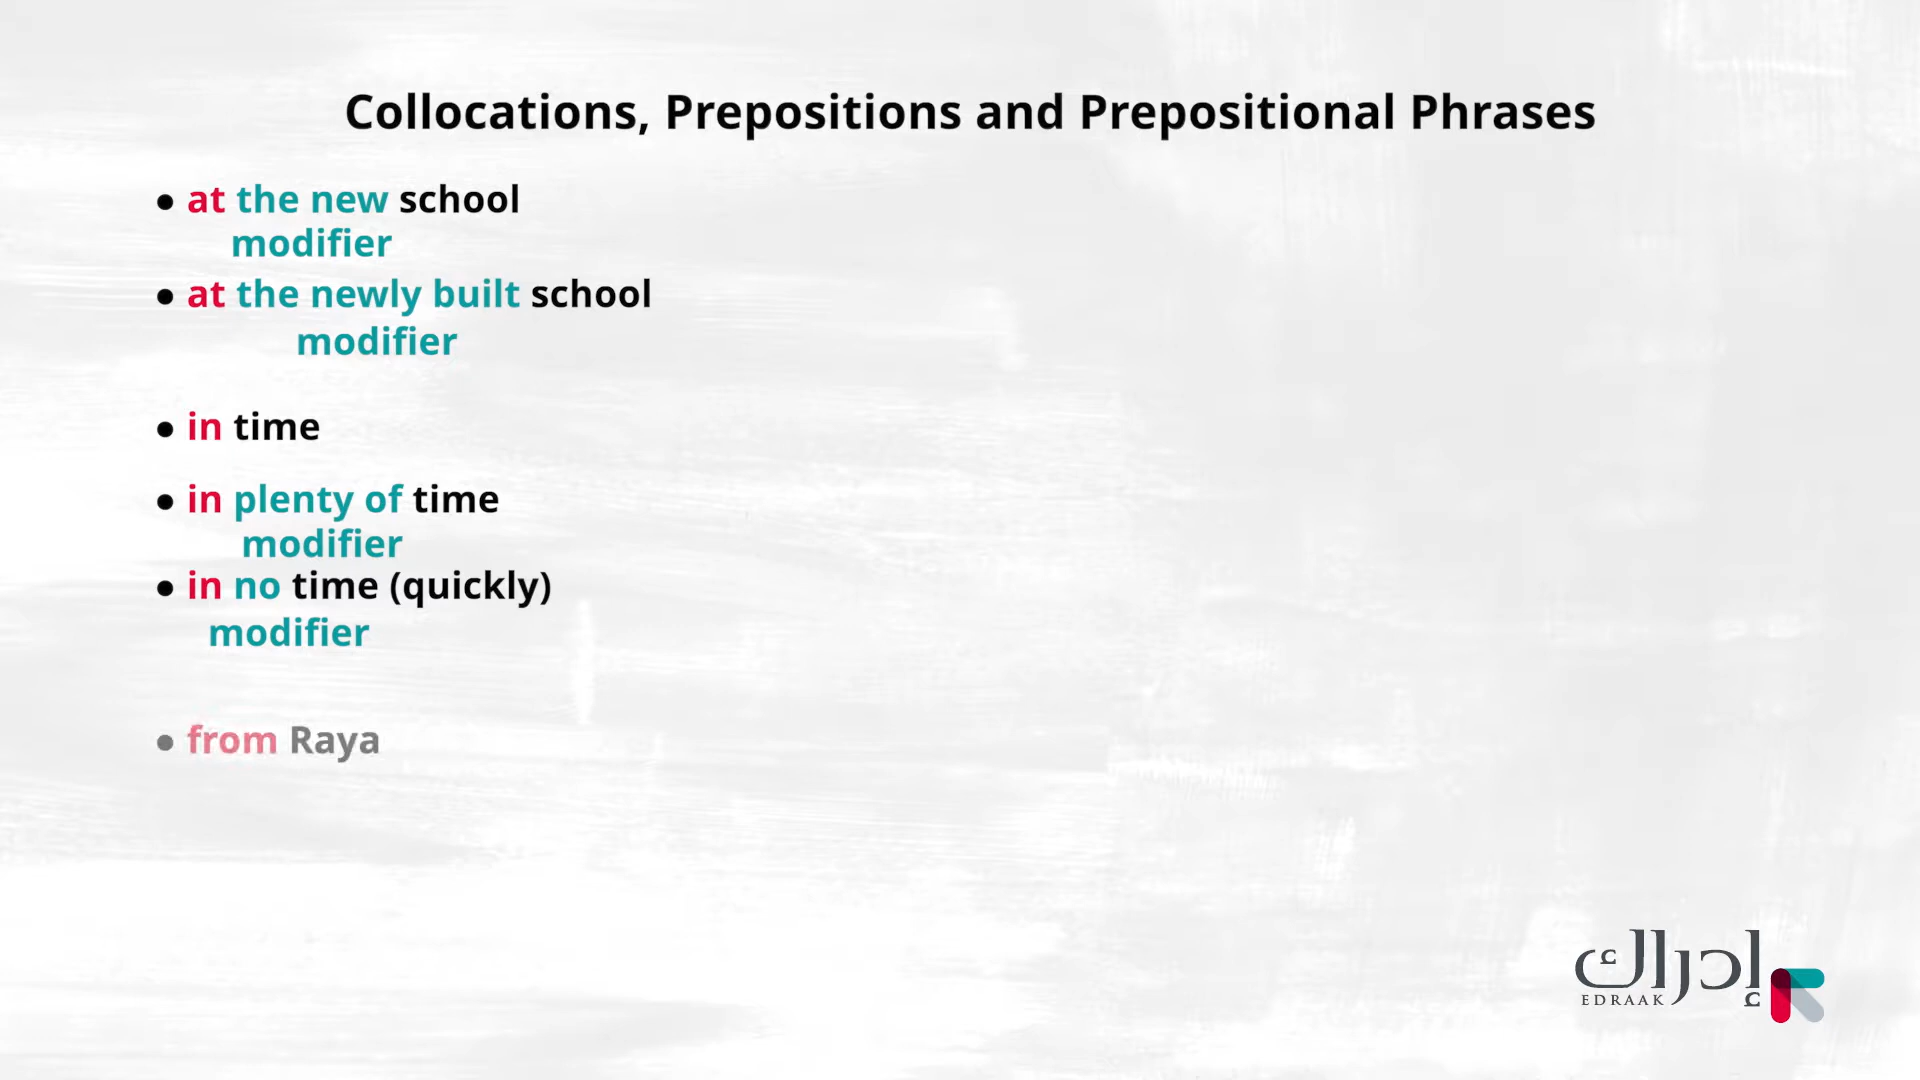 Collocations, Prepositions and Prepositional Phrases
• at the new school
modifier
• at the newly built school
modifier
• in time
• in plenty of time
modifier
• in no time (quickly)
modifier
• from Raya
إدراك
EDRAAK